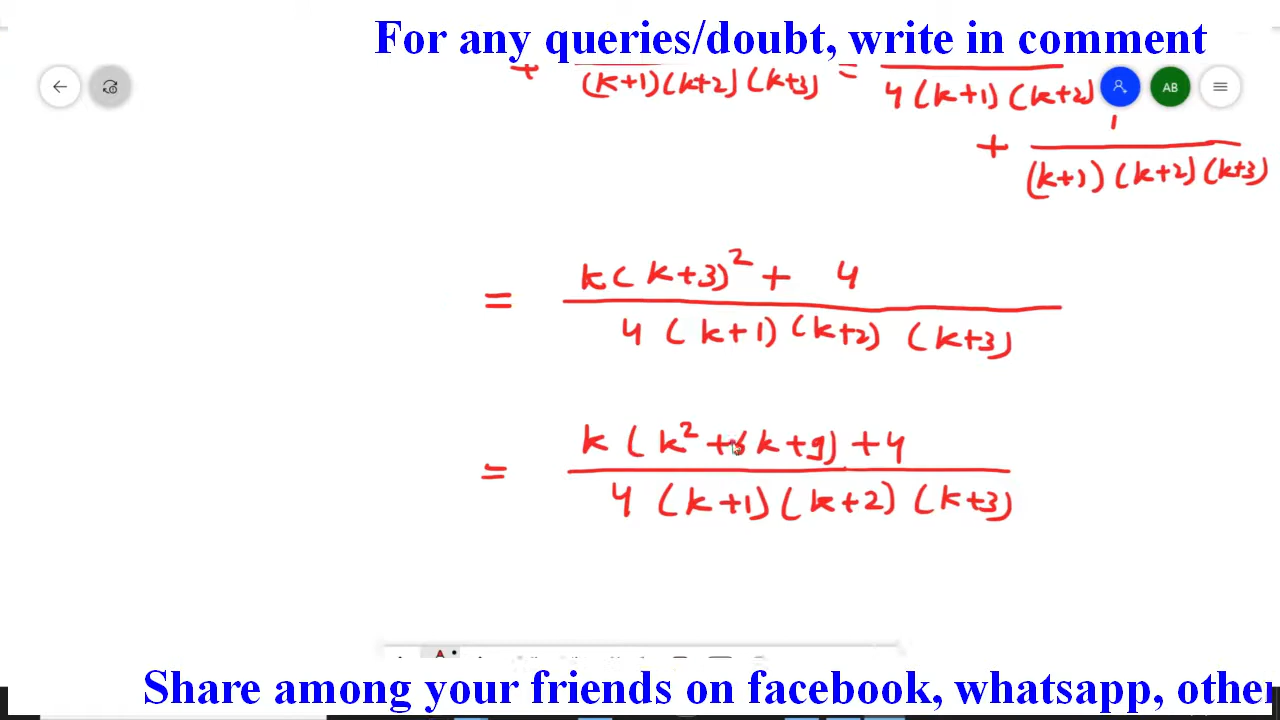 For any queries/doubt, write in comment
+ (k+1)(k+2)(k+3) = 4(k+1)(k+2)
AB
+ 1
(k+1)(k+2)(k+3)
k(k+3)² + 4
=
4(k+1)(k+2)(k+3)
k(k²+6k+9)+4
=
4(k+1)(k+2)(k+3)
Share among your friends on facebook, whatsapp, other